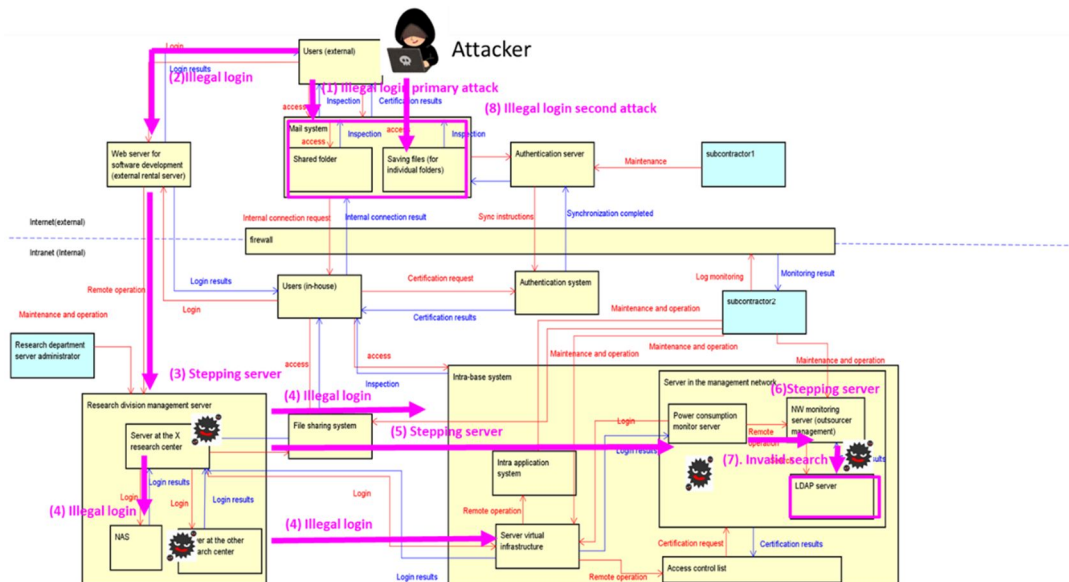 Attacker
Login
Users (external)
Login results
(2)Illegal login
(1) Illegal login primary attack
Inspection
Certification results
(8) Illegal login second attack
access
Mail system
access
Inspection
Inspection
access
Shared folder
Saving files (for
individual folders)
Web server for
software development
(external rental server)
Authentication server
Maintenance
subcontractor1
Internal connection request
Internal connection result
Sync instructions
Synchronization completed
Internet(external)
firewall
Intranet (Internal)
Login results
Certification request
Log monitoring
Monitoring result
Users (in-house)
Authentication system
Remote operation
Login
Certification results
subcontractor2
Maintenance and operation
Maintenance and operation
Maintenance and operation
Maintenance and operation
Maintenance and operation
Research department
server administrator
access
access
Inspection
(3) Stepping server
Intra-base system
Server in the management network
(4) Illegal login
(6)Stepping server
Research division management server
File sharing system
Power consumption
monitor server
NW monitoring
server (outsourcer
management)
Server at the X
research center
(5) Stepping server
Login
Remote
operation
Login results
Intra application
system
(7). Invalid search
LDAP server
Login
Login results
Login
Login results
Login
(4) Illegal login
Remote operation
(4) Illegal login
NAS
at the other
center
Server virtual
infrastructure
Certification request
Certification results
Login results
Remote operation
Access control list